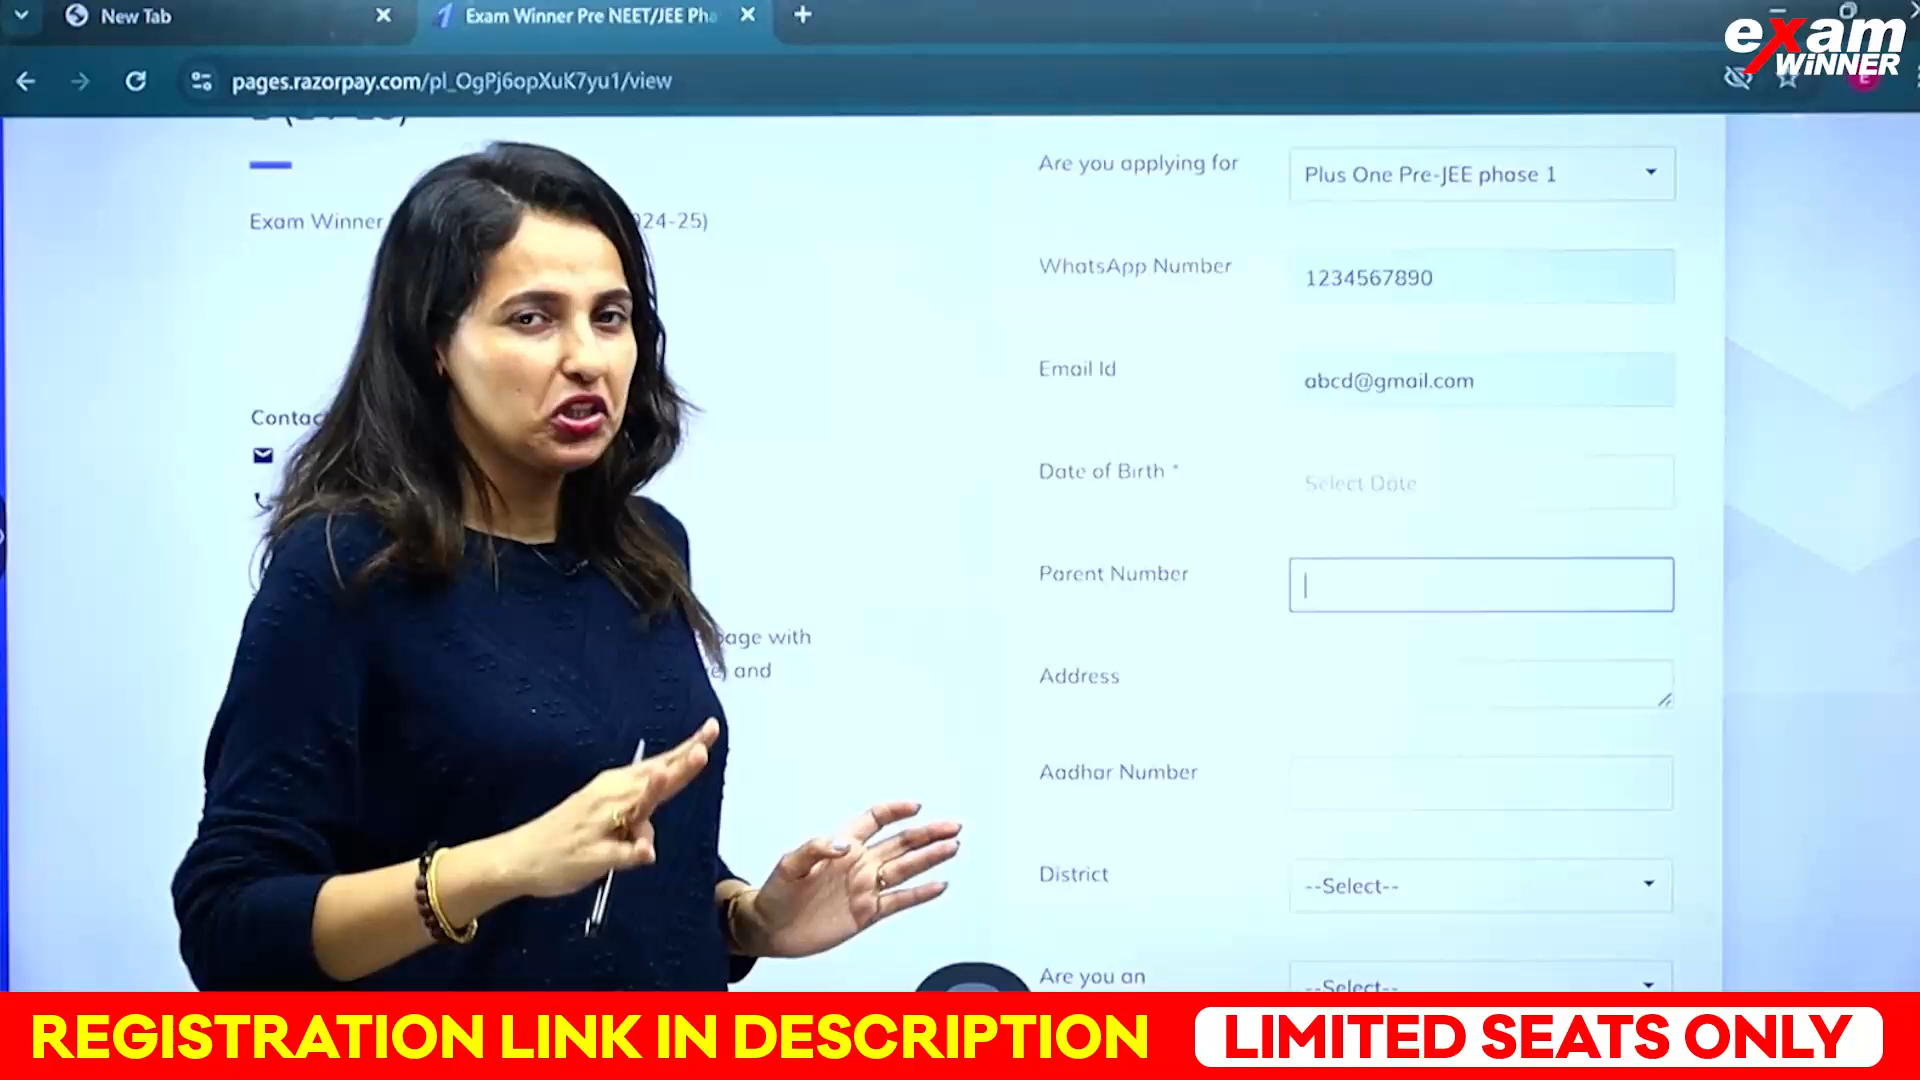 New Tab
Exam Winner Pre NEET/JEE Pha
exam
WiNNER
pages.razorpay.com/pl_OgPj6opXuK7yu1/view
Are you applying for
Plus One Pre-JEE phase 1
Exam Winner
24-25)
WhatsApp Number
1234567890
Email Id
abcd@gmail.com
Contac
Date of Birth *
Select Date
Parent Number
page with
and
Address
Aadhar Number
District
--Select--
Are you an
--Select--
REGISTRATION LINK IN DESCRIPTION
LIMITED SEATS ONLY